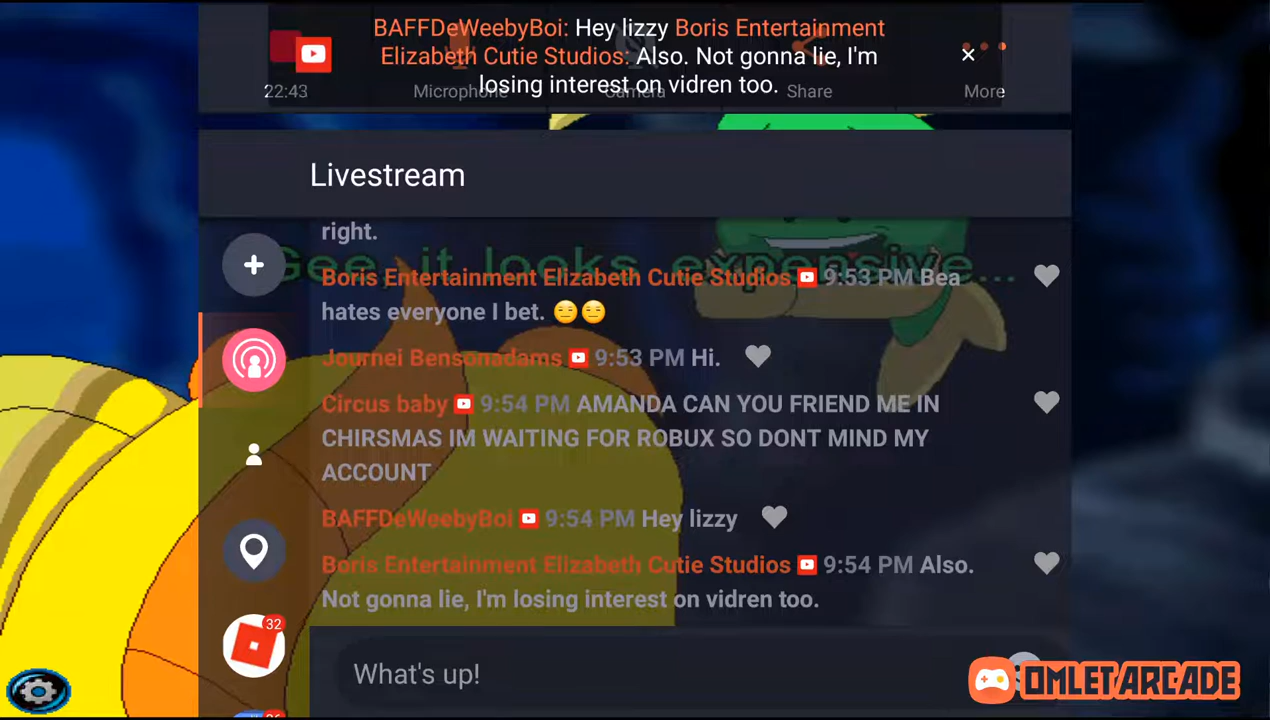 BAFFDeWeebyBoi: Hey lizzy Boris Entertainment
Elizabeth Cutie Studios: Also. Not gonna lie, I'm
losing interest on vidren too.
22:43
Microphone
Camera
Share
More
Livestream
right.
Gee, it looks expensive...
Boris Entertainment Elizabeth Cutie Studios 9:53 PM Bea
hates everyone I bet. 😑😑
Journei Bensonadams 9:53 PM Hi.
Circus baby 9:54 PM AMANDA CAN YOU FRIEND ME IN
CHIRSMAS IM WAITING FOR ROBUX SO DONT MIND MY
ACCOUNT
BAFFDeWeebyBoi 9:54 PM Hey lizzy
Boris Entertainment Elizabeth Cutie Studios 9:54 PM Also.
Not gonna lie, I'm losing interest on vidren too.
32
What's up!
OMLET ARCADE